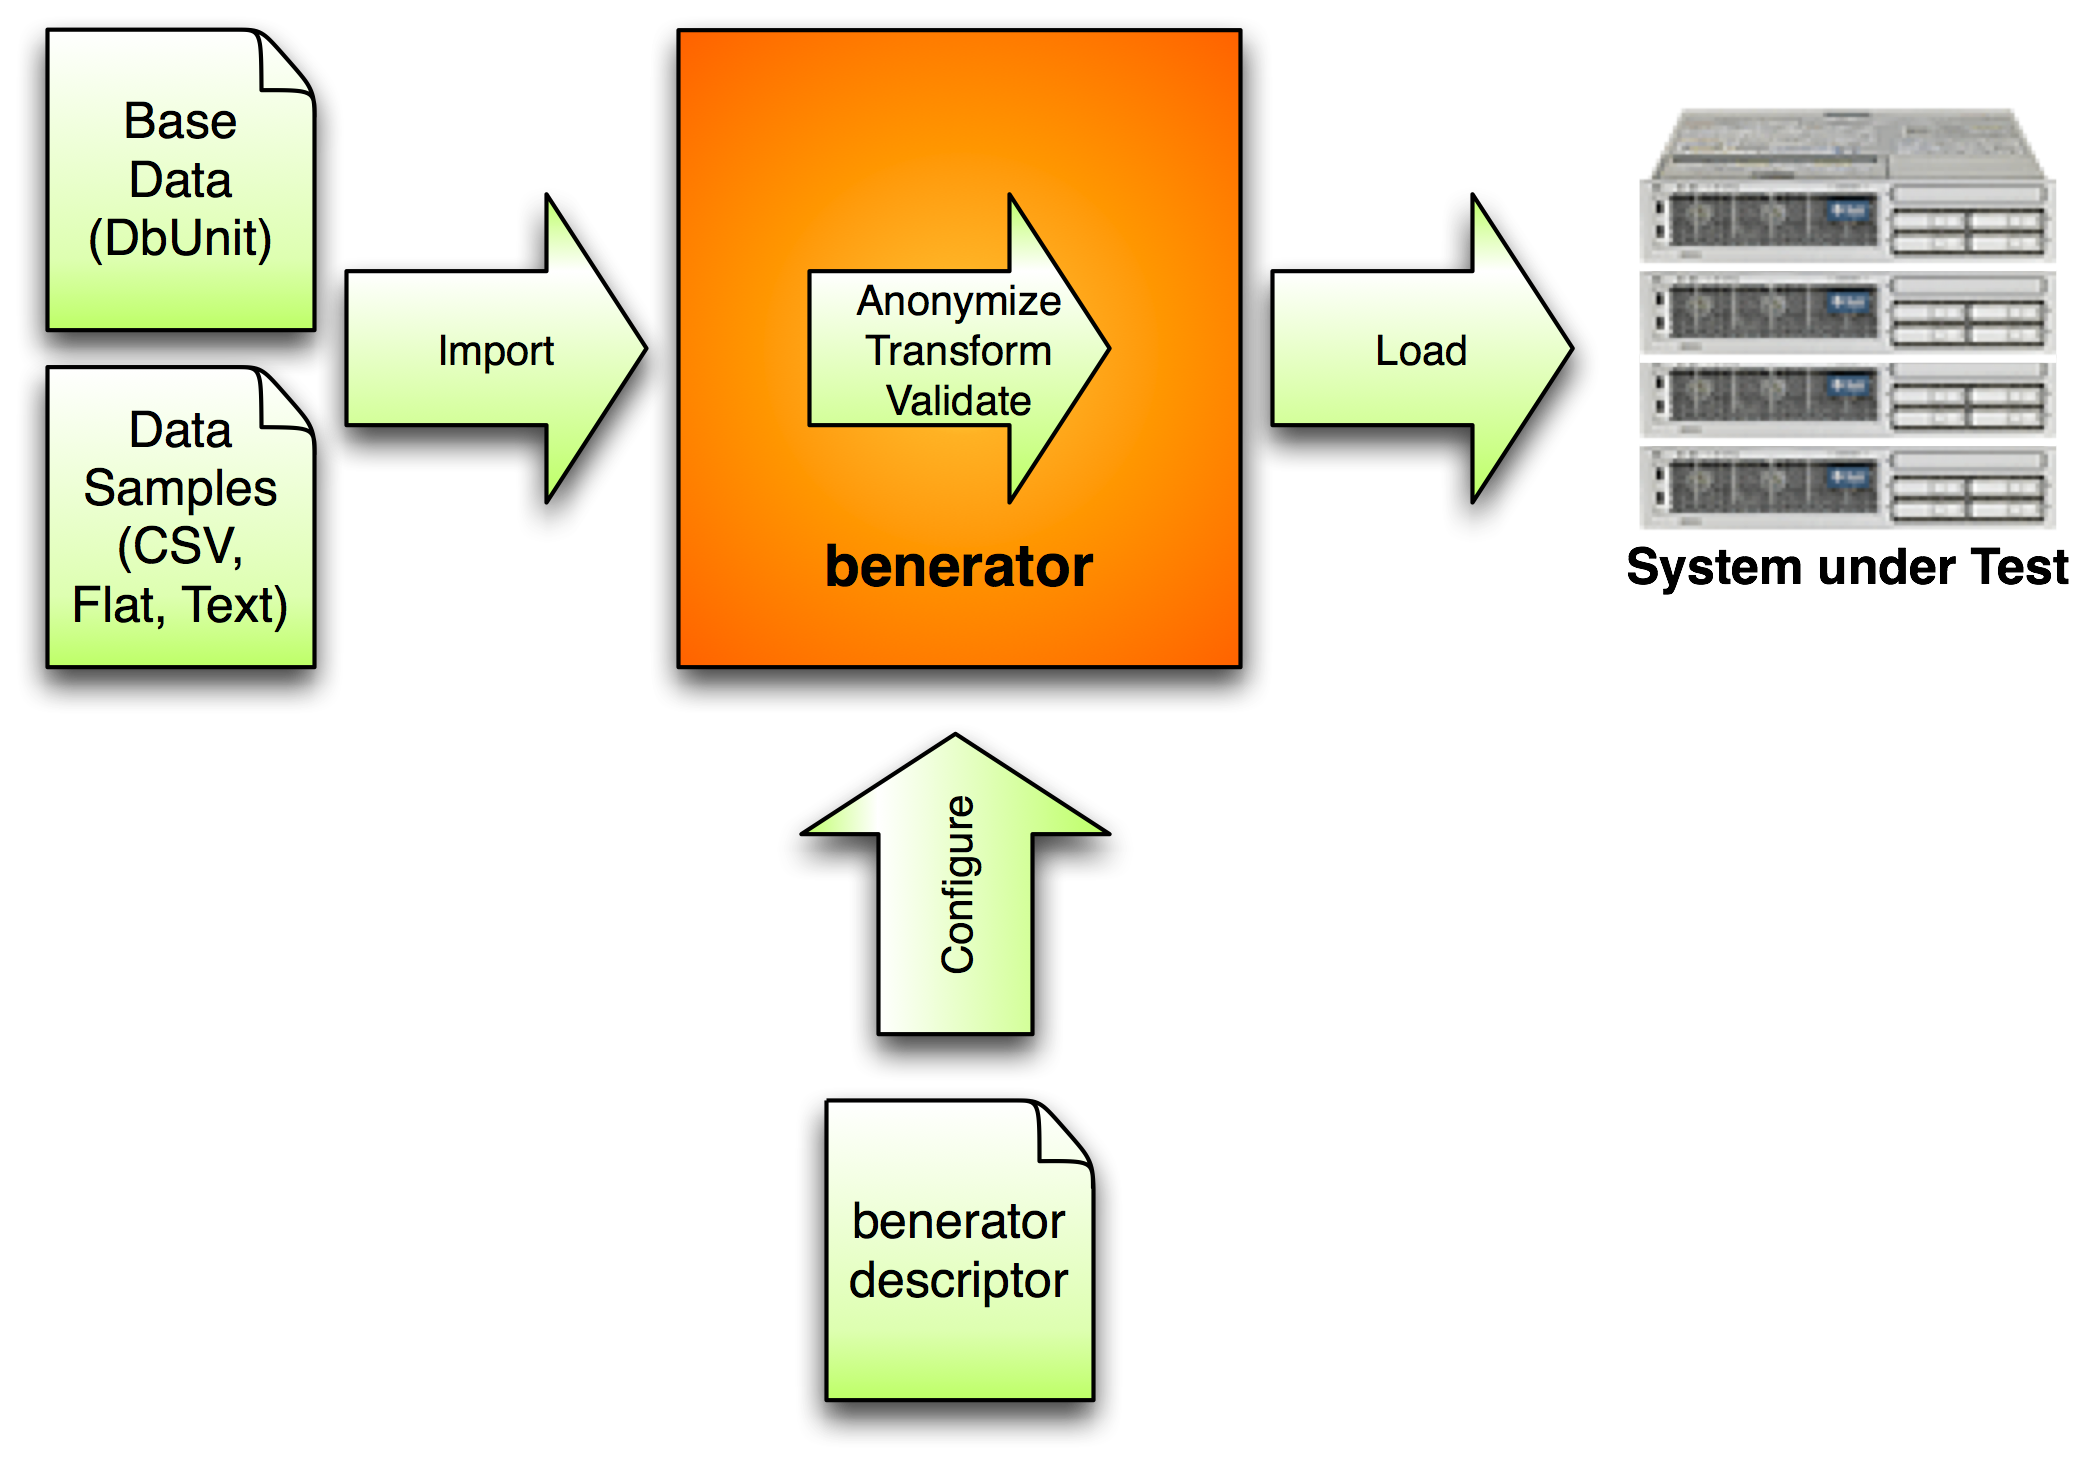 Base
Data
(DbUnit)
Data
Samples
(CSV,
Flat, Text)
Import
Anonymize
Transform
Validate
benerator
Load
System under Test
Configure
benerator
descriptor